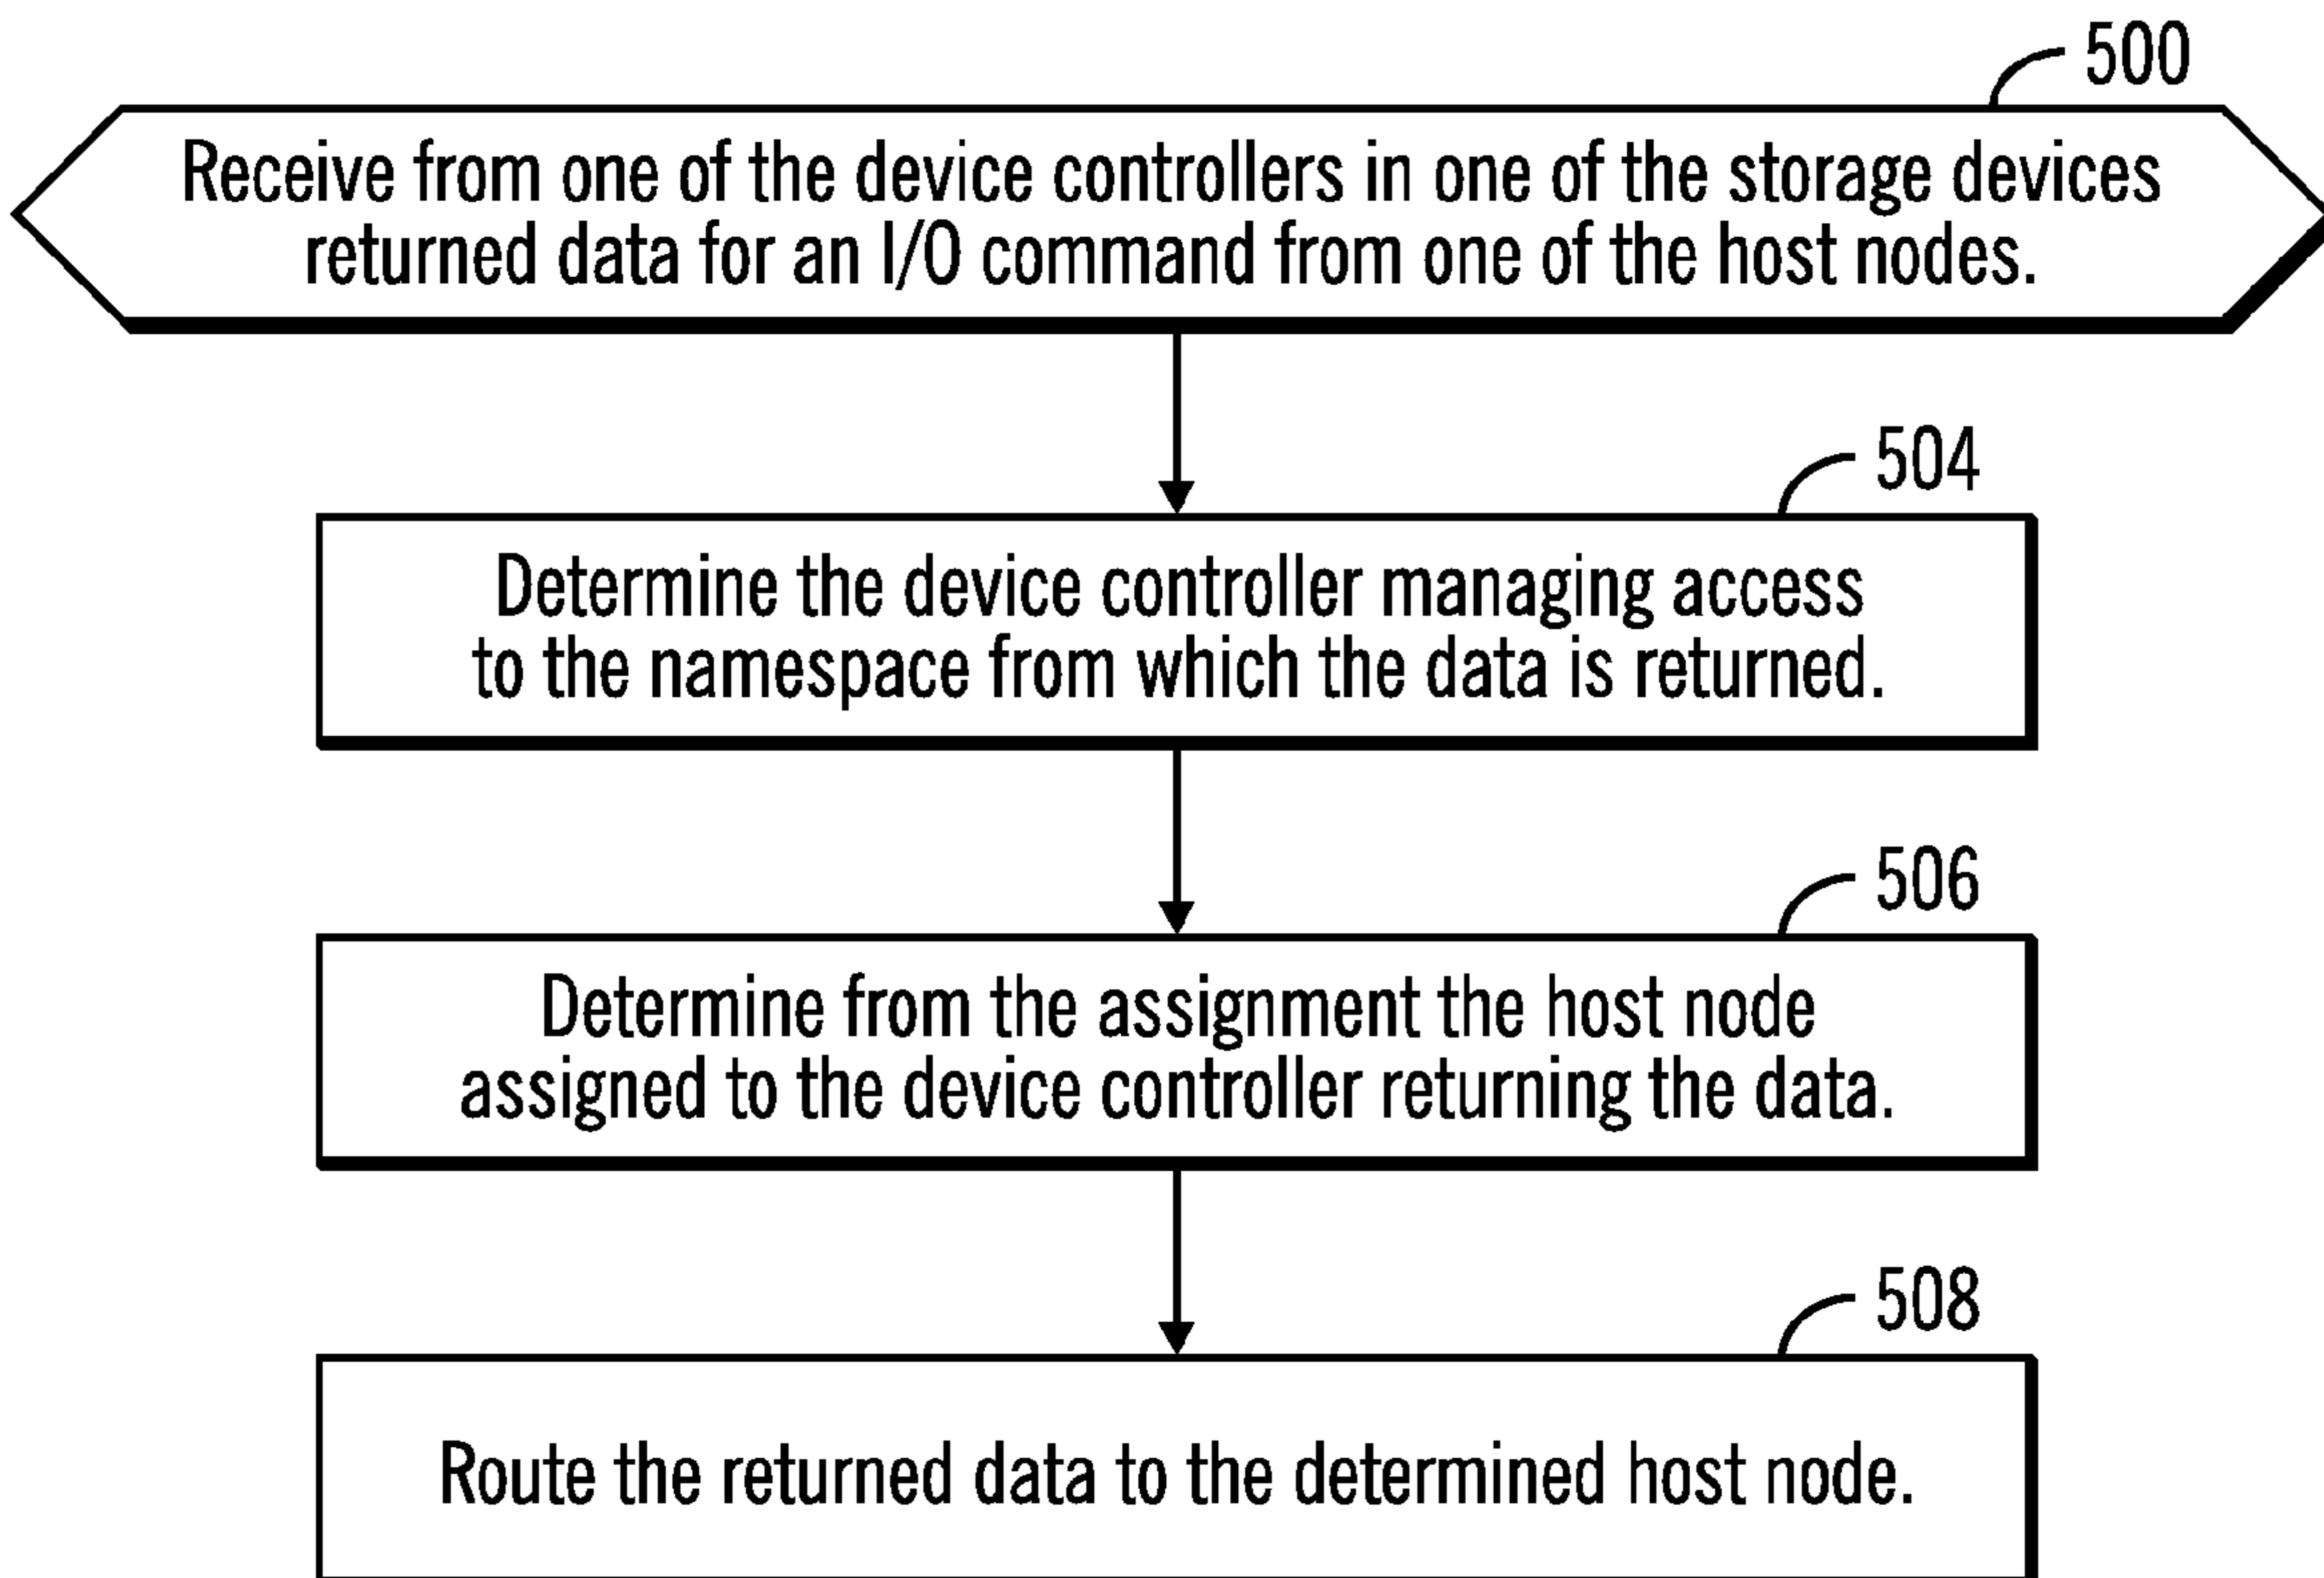 500
Receive from one of the device controllers in one of the storage devices
returned data for an I/O command from one of the host nodes.
504
Determine the device controller managing access
to the namespace from which the data is returned.
506
Determine from the assignment the host node
assigned to the device controller returning the data.
508
Route the returned data to the determined host node.